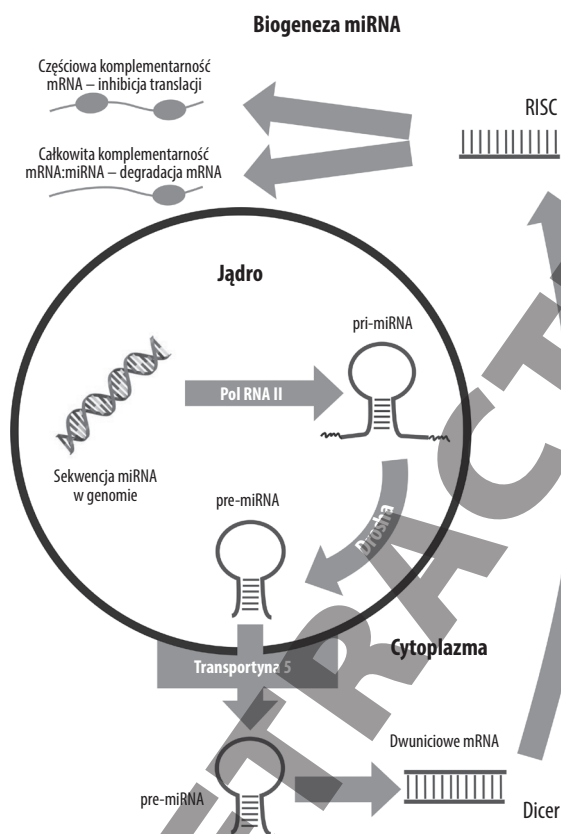 Biogeneza miRNA
Częściowa komplementarność
mRNA – inhibicja translacji
RISC
Całkowita komplementarność
mRNA:miRNA – degradacja mRNA
Jądro
pri-miRNA
Pol RNA II
Sekwencja miRNA
w genomie
pre-miRNA
Drosha
Cytoplazma
Transportyna 5
Dwuniciowe mRNA
pre-miRNA
Dicer
TRACT